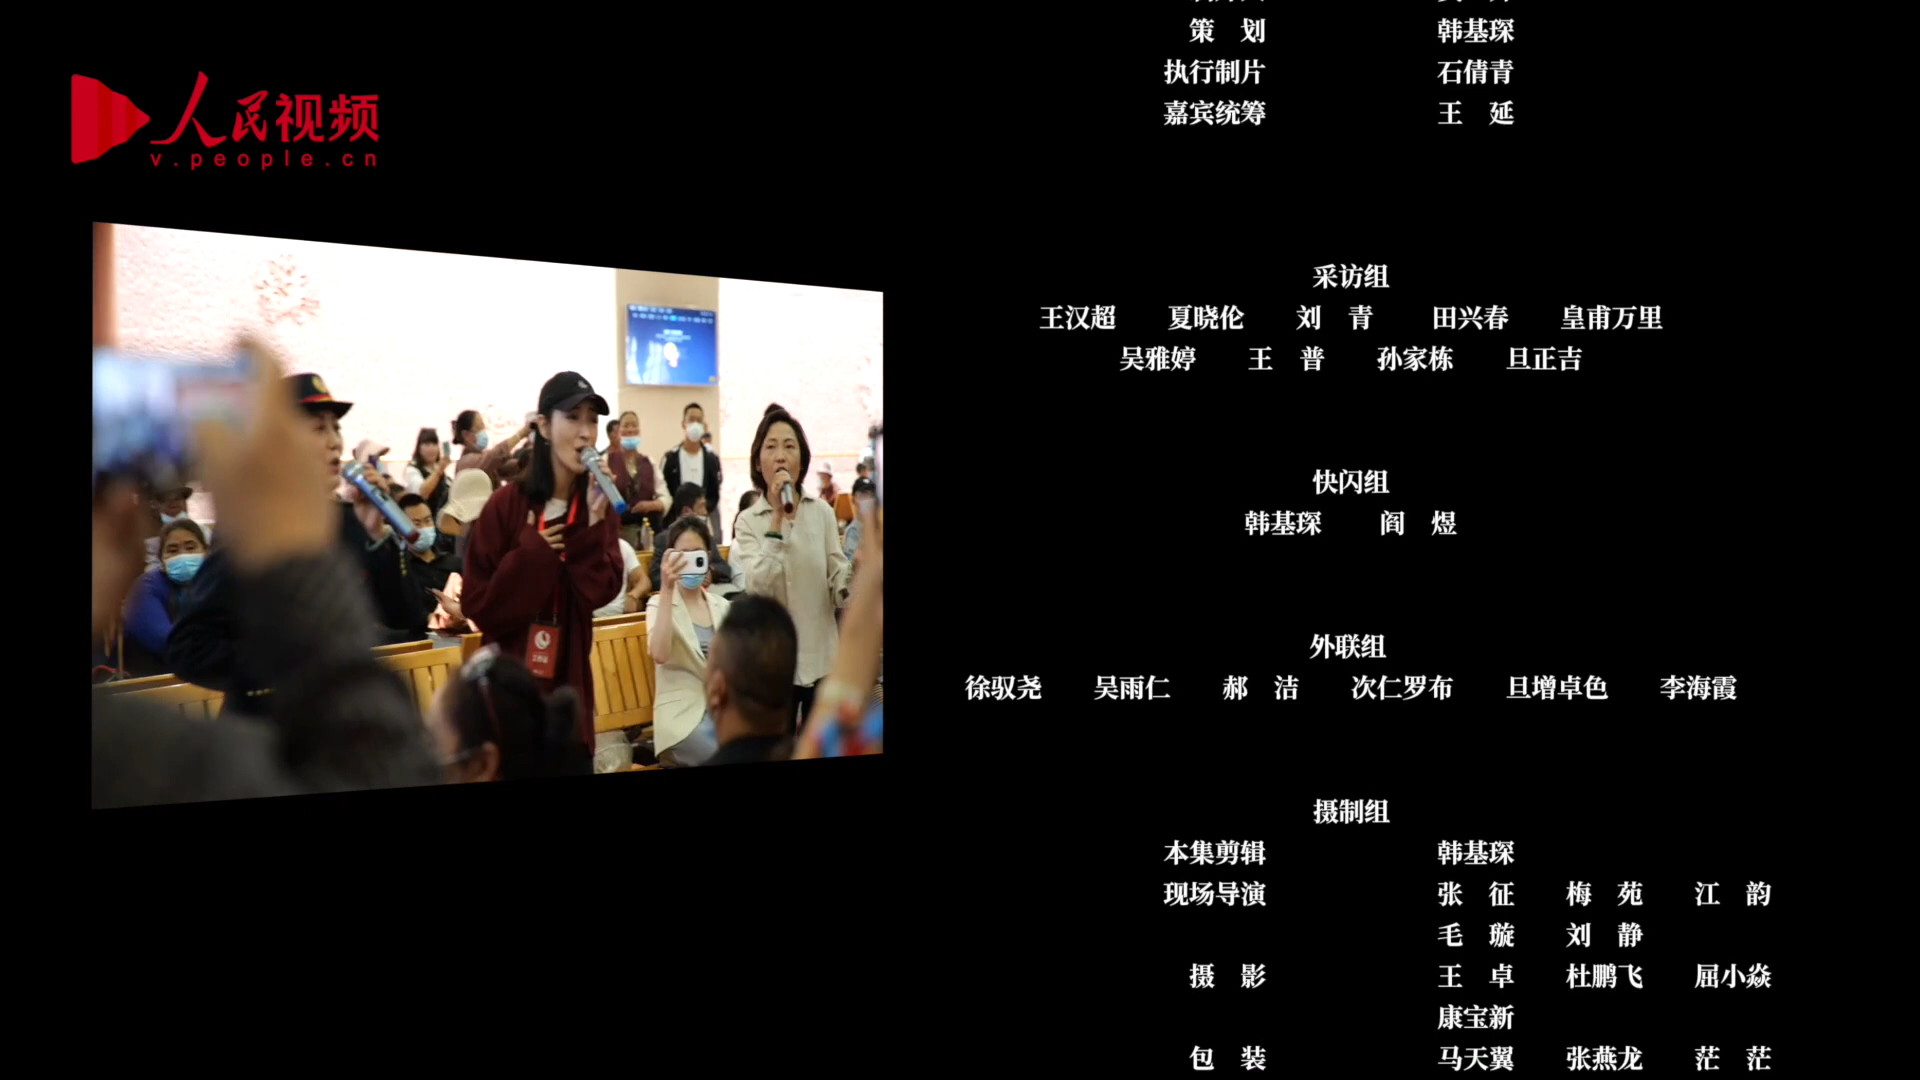 人民视频
v.people.cn
策 划 韩基琛
执行制片 石倩青
嘉宾统筹 王 延
采访组
王汉超 夏晓伦 刘 青 田兴春 皇甫万里
吴雅婷 王 普 孙家栋 旦正吉
快闪组
韩基琛 阎 煜
外联组
徐驭尧 吴雨仁 郝 洁 次仁罗布 旦增卓色 李海霞
摄制组
本集剪辑 韩基琛
现场导演 张 征 梅 苑 江 韵
毛 璇 刘 静
摄 影 王 卓 杜鹏飞 屈小焱
康宝新
包 装 马天翼 张燕龙 茫 茫